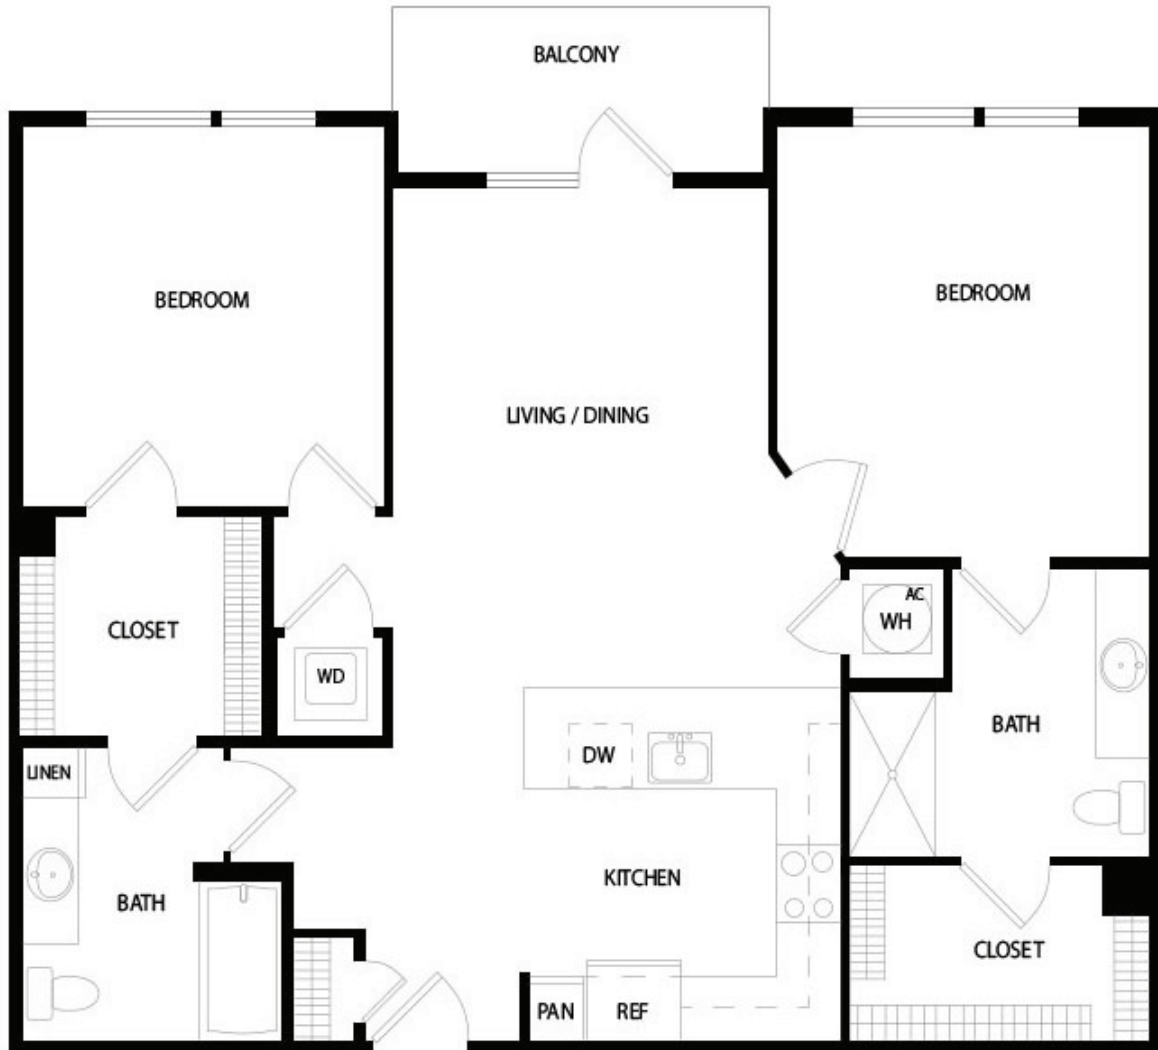 BALCONY
BEDROOM
BEDROOM
LIVING / DINING
AC
WH
CLOSET
WD
BATH
DW
LINEN
KITCHEN
BATH
CLOSET
PAN
REF